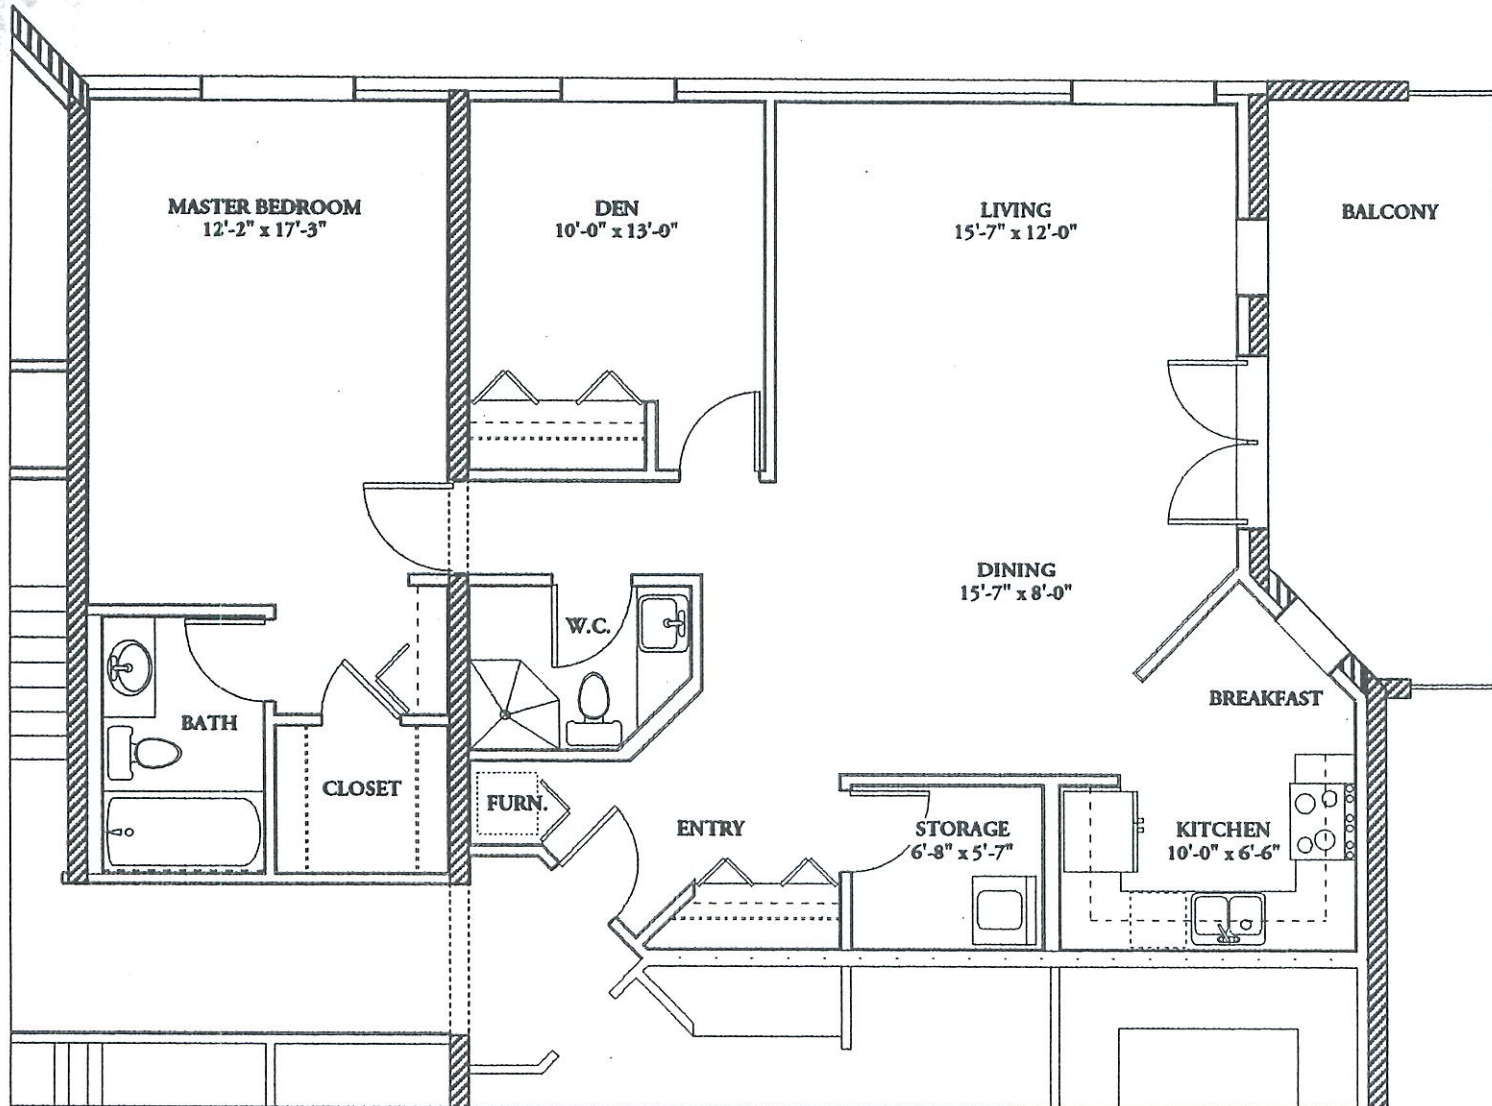 MASTER BEDROOM
12'-2" x 17'-3"
DEN
10'-0" x 13'-0"
LIVING
15'-7" x 12'-0"
BALCONY
DINING
15'-7" x 8'-0"
W.C.
BREAKFAST
BATH
CLOSET
FURN.
ENTRY
STORAGE
6'-8" x 5'-7"
KITCHEN
10'-0" x 6'-6"